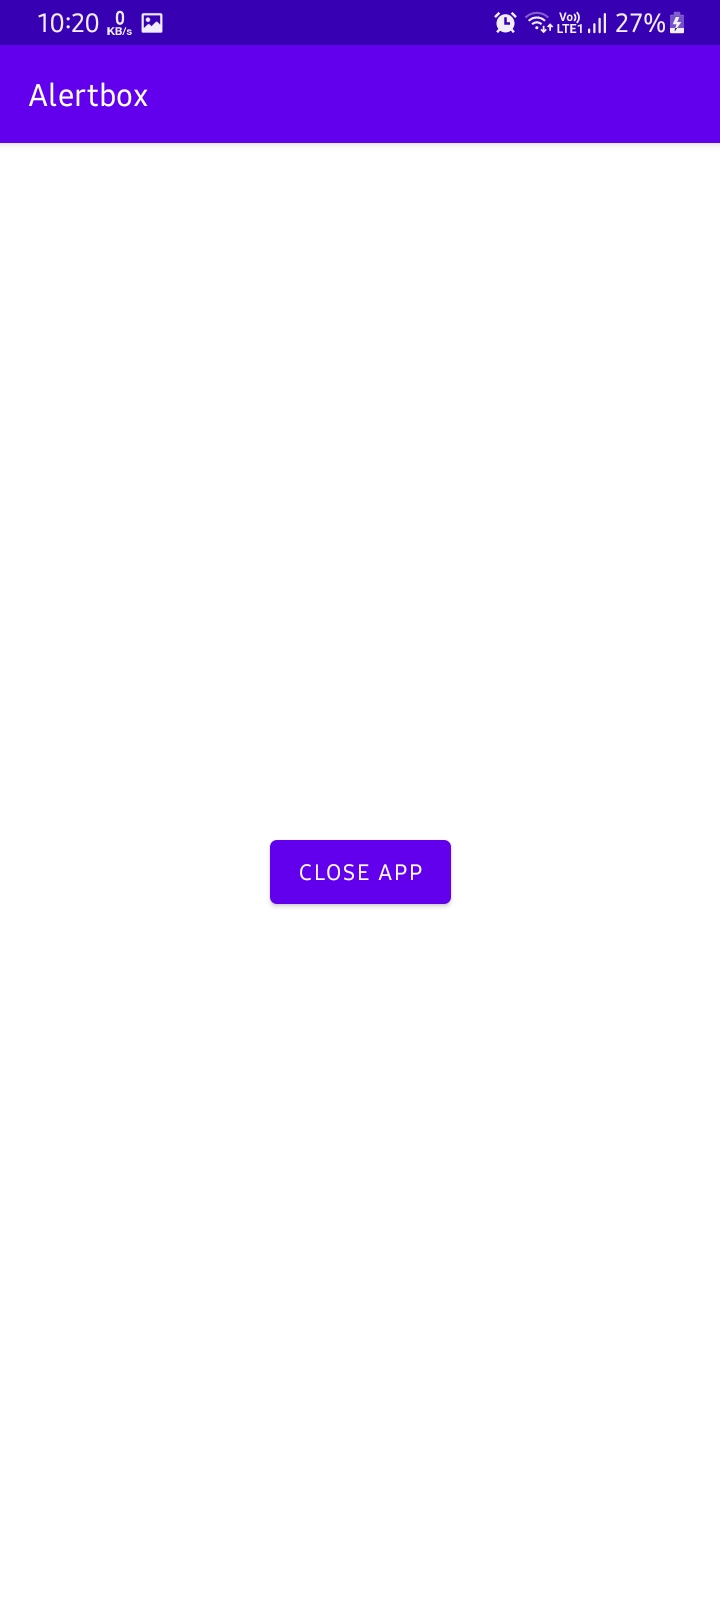 10:20 0 KB/s Vo)) LTE1 27%
Alertbox
CLOSE APP